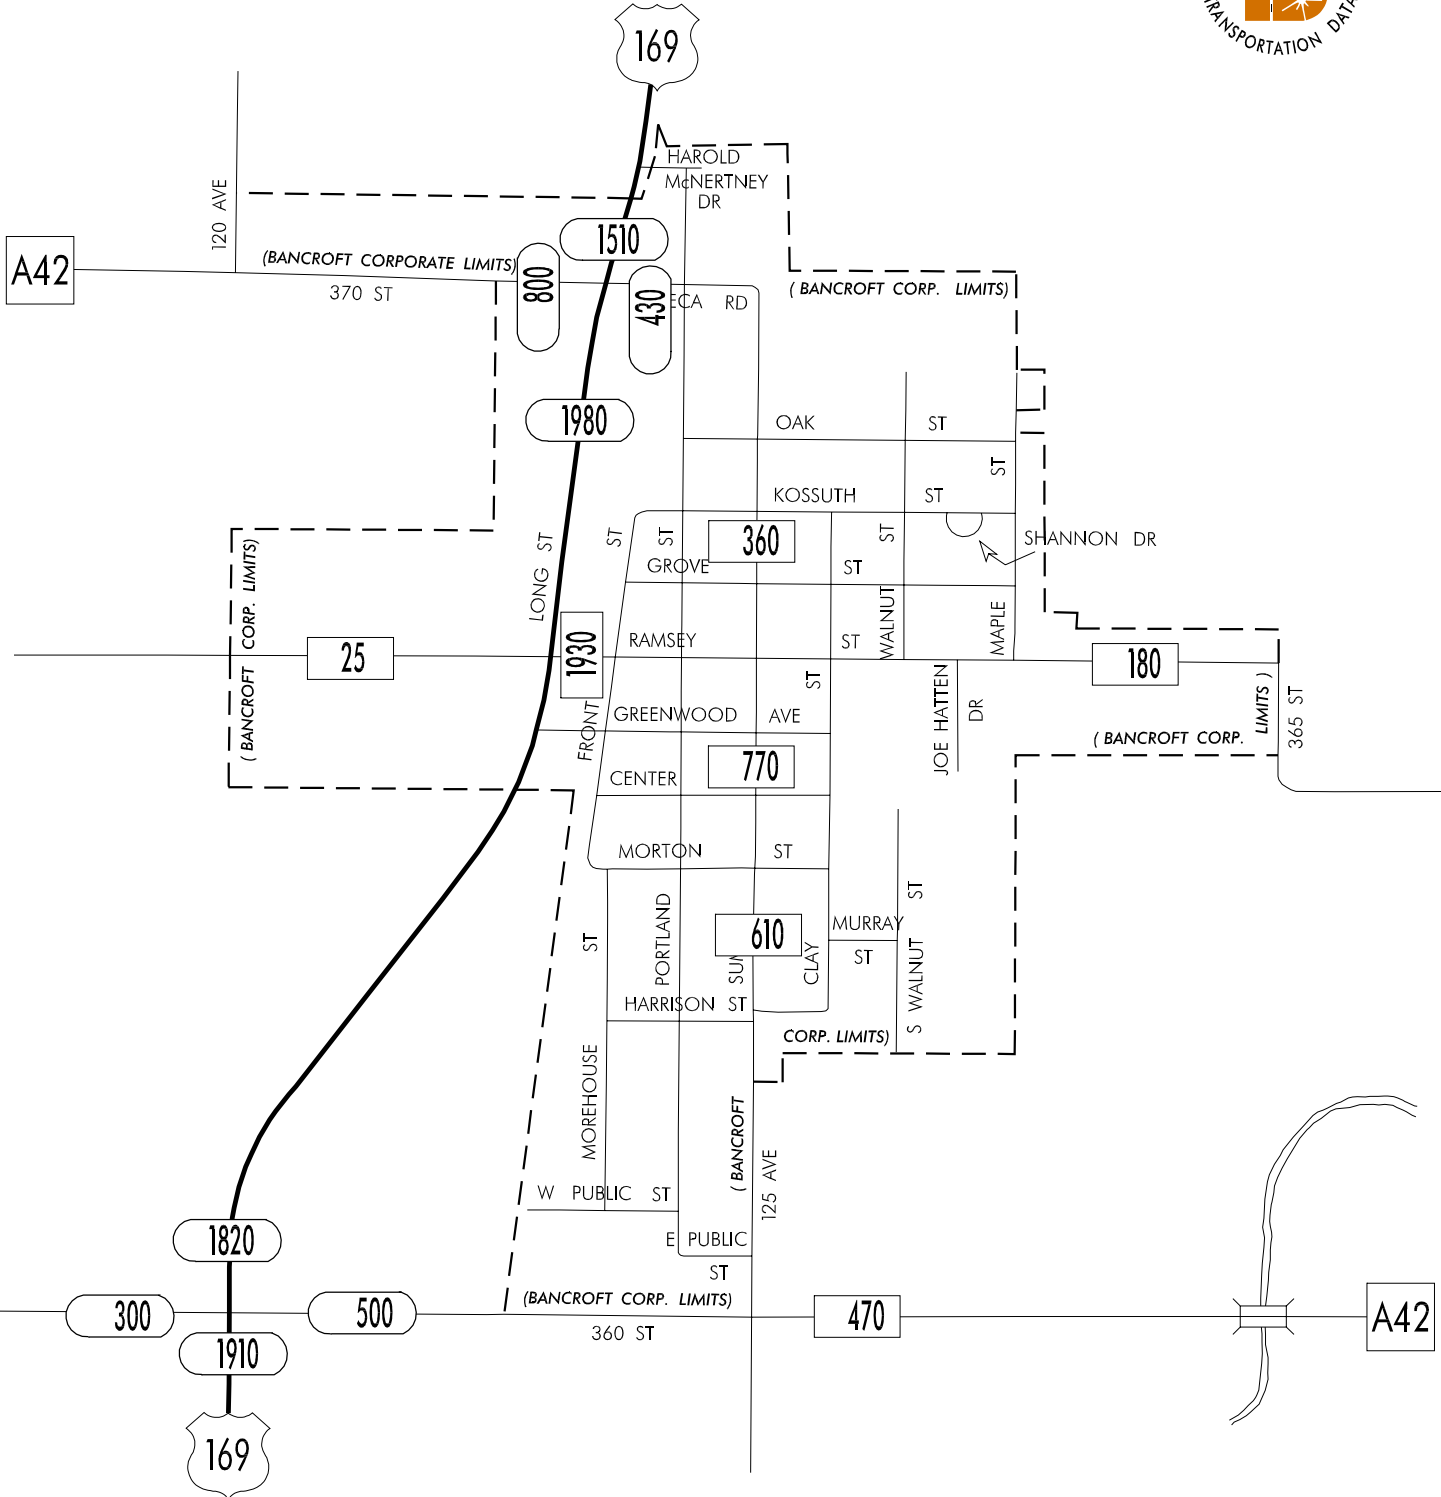 TRANSPORTATION DATA
169
HAROLD
McNERTNEY
DR
120 AVE
1510
A42
(BANCROFT CORPORATE LIMITS)
370 ST
800
430
RD
( BANCROFT CORP. LIMITS)
1980
OAK ST
ST
KOSSUTH ST
LONG ST
ST
ST
360
ST
SHANNON DR
GROVE ST
(BANCROFT CORP. LIMITS)
25
1930
RAMSEY ST
WALNUT
MAPLE
180
ST
FRONT
GREENWOOD AVE
JOE HATTEN
DR
( BANCROFT CORP. LIMITS )
365 ST
CENTER
770
MORTON ST
ST
PORTLAND
610
CLAY
MURRAY
ST
ST
S WALNUT
HARRISON ST
CORP. LIMITS)
MOREHOUSE
( BANCROFT
125 AVE
W PUBLIC ST
E PUBLIC
ST
1820
300
500
(BANCROFT CORP. LIMITS)
360 ST
470
A42
1910
169